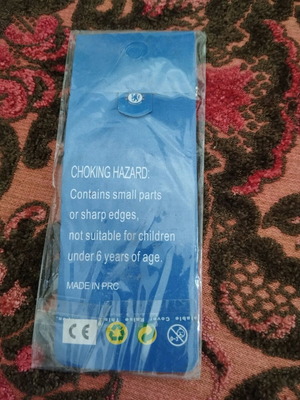 CHOKING HAZARD:
Contains small parts
or sharp edges,
not suitable for children
under 6 years of age.
MADE IN PRC
CE